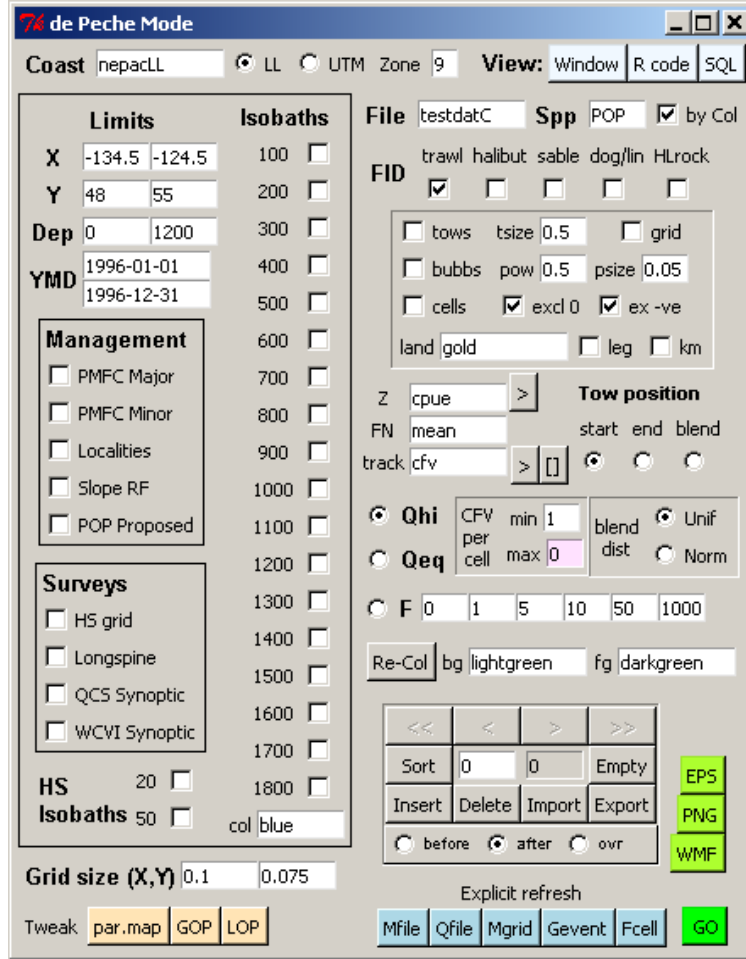 de Peche Mode
Coast nepacLL LL UTM Zone 9 View: Window R code SQL
Limits
X -134.5 -124.5
Y 48 55
Dep 0 1200
YMD 1996-01-01
1996-12-31
Management
PMFC Major
PMFC Minor
Localities
Slope RF
POP Proposed
Surveys
HS grid
Longspine
QCS Synoptic
WCVI Synoptic
HS 20
Isobaths 50
Isobaths
100
200
300
400
500
600
700
800
900
1000
1100
1200
1300
1400
1500
1600
1700
1800
col blue
Grid size (X,Y) 0.1 0.075
Tweak par.map GOP LOP
File testdatC Spp POP by Col
FID trawl halibut sable dog/lin HLrock
tows tsize 0.5 grid
bubbs pow 0.5 psize 0.05
cells excl 0 ex -ve
land gold leg km
Z cpue >
FN mean
track cfv > []
Tow position
start end blend
Qhi
Qeq
CFV per cell min 1
max 0
blend dist Unif
Norm
F 0 1 5 10 50 1000
Re-Col bg lightgreen fg darkgreen
<< < > >>
Sort 0 0 Empty
Insert Delete Import Export
before after ovr
EPS
PNG
WMF
Explicit refresh
Mfile Qfile Mgrid Gevent Fcell GO